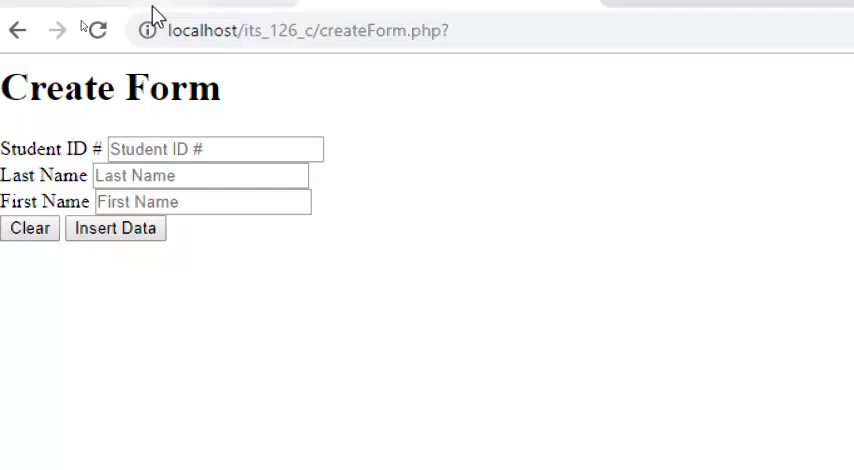 localhost/its_126_c/createForm.php?
Create Form
Student ID # Student ID #
Last Name Last Name
First Name First Name
Clear Insert Data